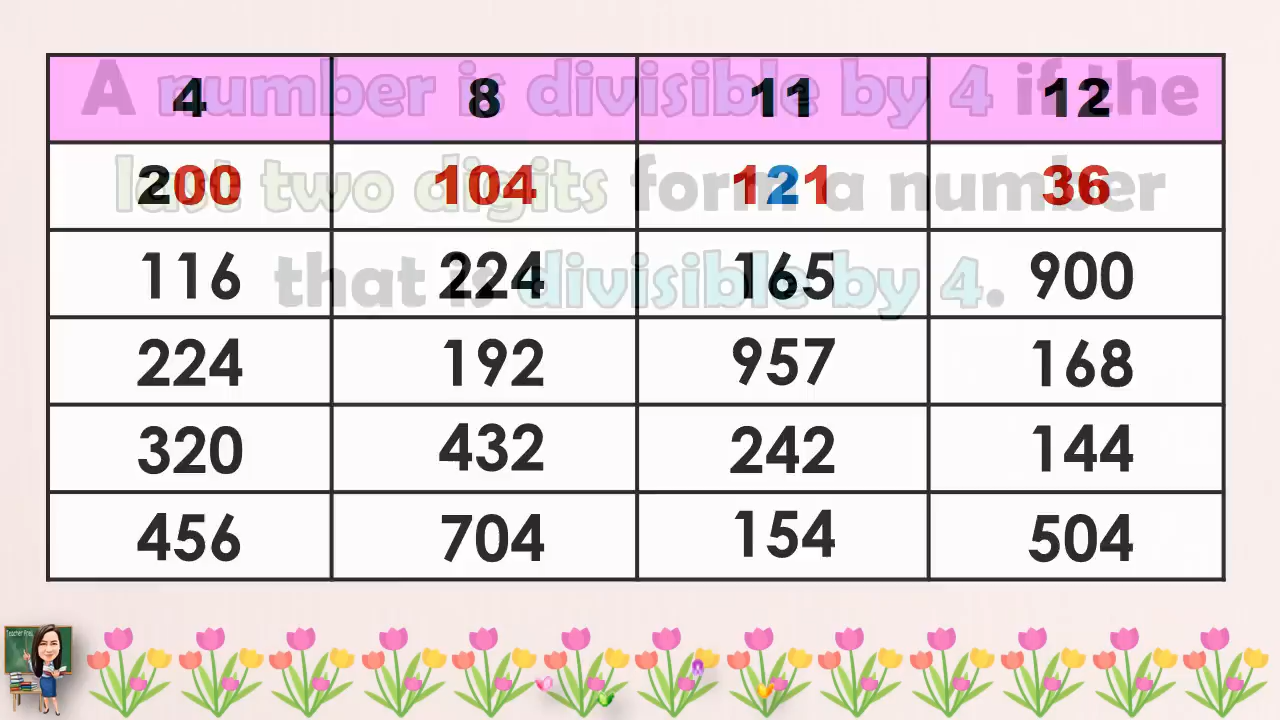 A number is divisible by 4 if the
last two digits form a number
that is divisible by 4.
4 8 11 12
200 104 121 36
116 224 165 900
224 192 957 168
320 432 242 144
456 704 154 504